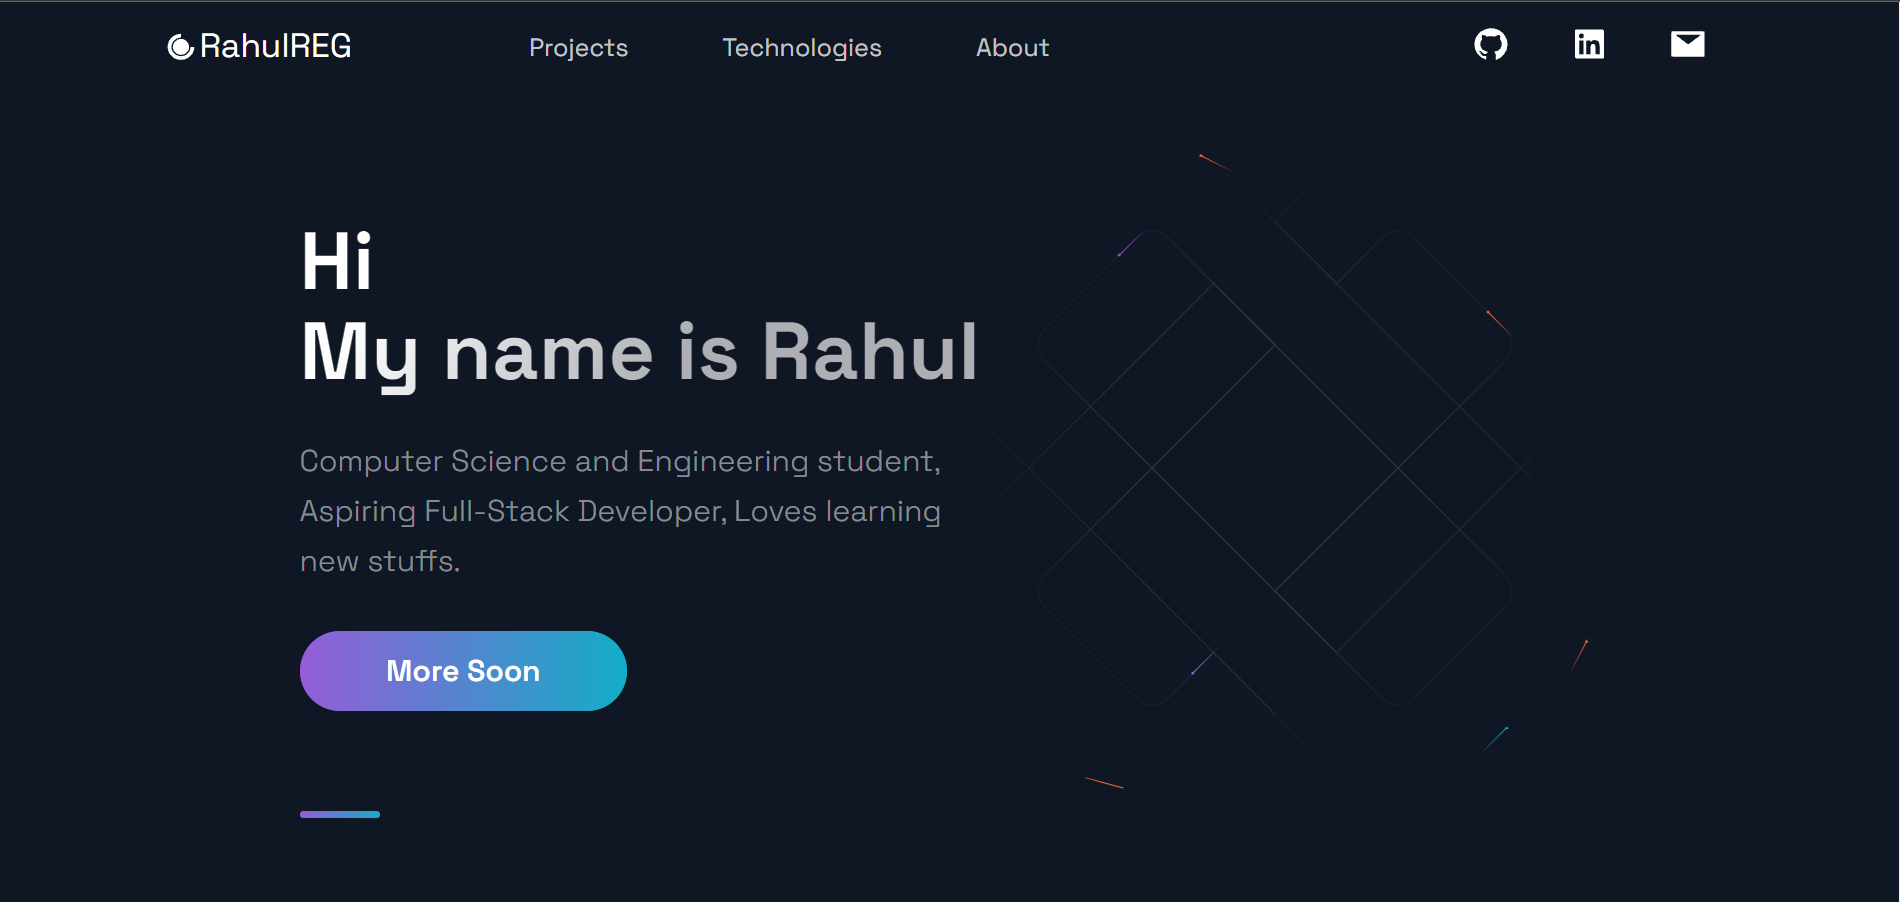 RahulREG
Projects
Technologies
About
in
Hi
My name is Rahul
Computer Science and Engineering student,
Aspiring Full-Stack Developer, Loves learning
new stuffs.
More Soon